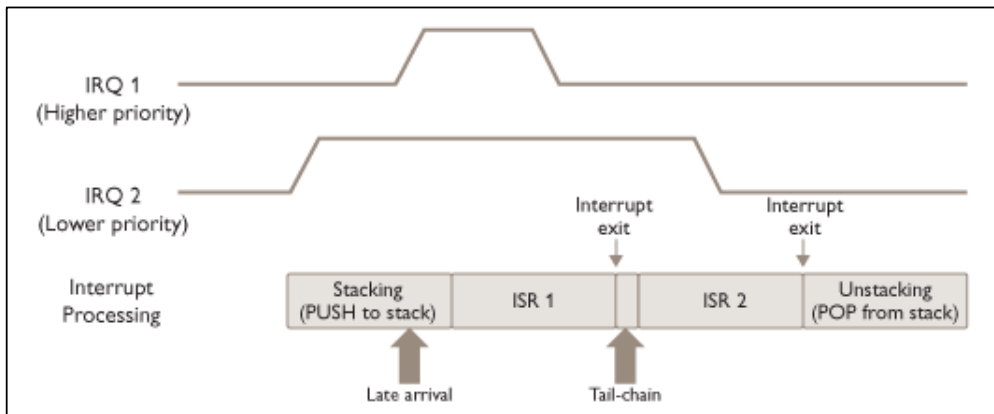 IRQ 1
(Higher priority)
IRQ 2
(Lower priority)
Interrupt
exit
Interrupt
exit
Interrupt
Processing
Stacking
(PUSH to stack)
ISR 1
ISR 2
Unstacking
(POP from stack)
Late arrival
Tail-chain